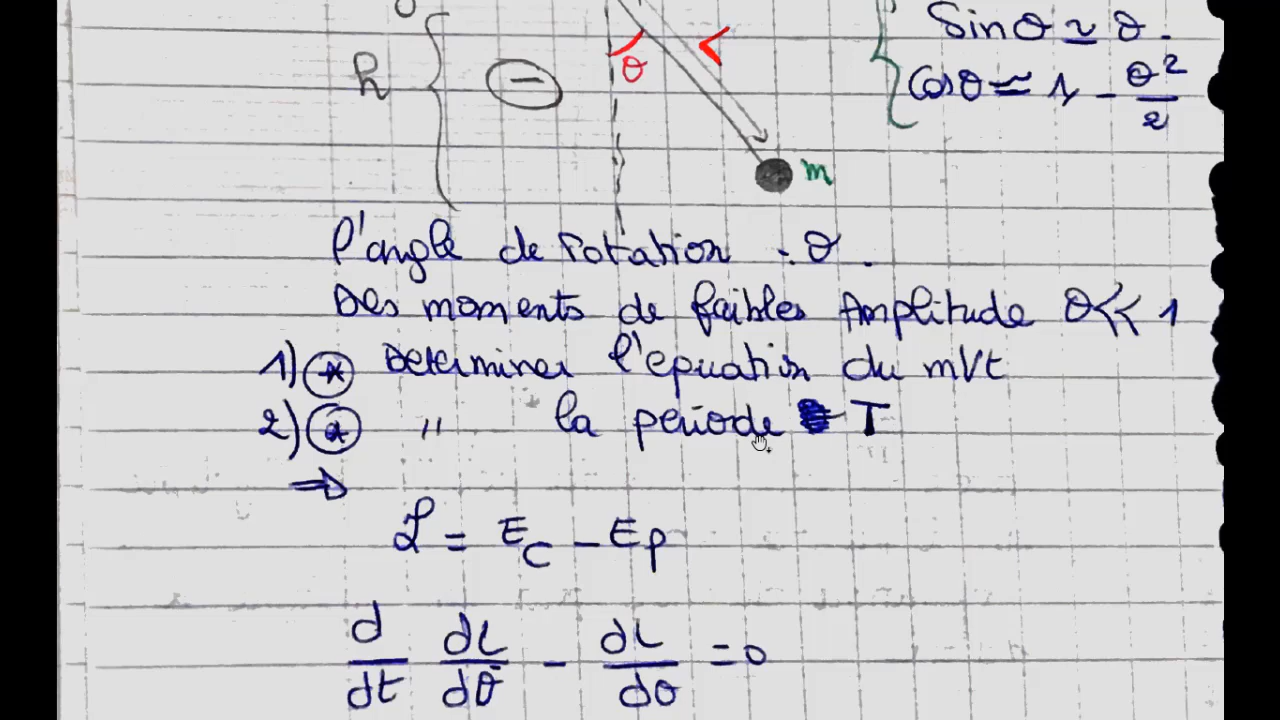 Sinθ ≃ θ.
Cosθ ≃ 1 - θ²/2
h
-
θ
m
l'angle de rotation : θ.
Des moments de faibles Amplitude θ<< 1
1) * Determiner l'equation du mvt
2) * " la periode T
⇒
L = Ec - Ep
d/dt dL/dθ̇ - dL/dθ = 0